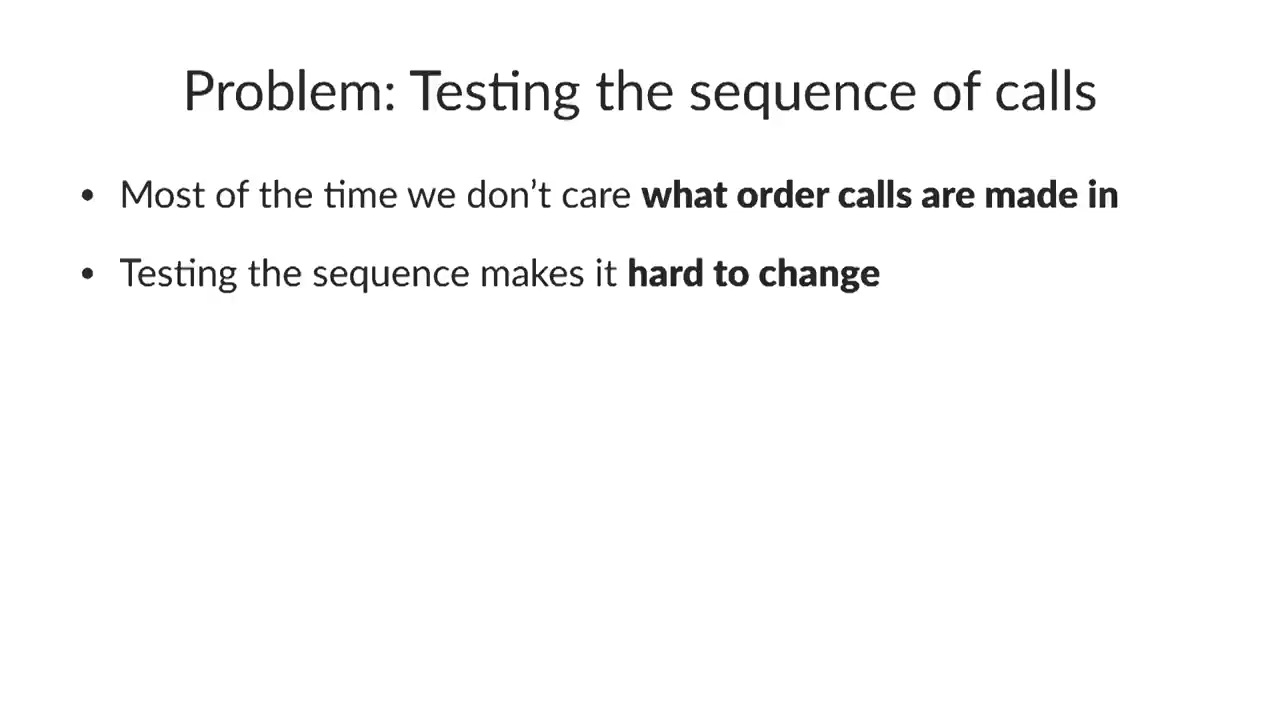 Problem: Testing the sequence of calls
• Most of the time we don’t care what order calls are made in
• Testing the sequence makes it hard to change